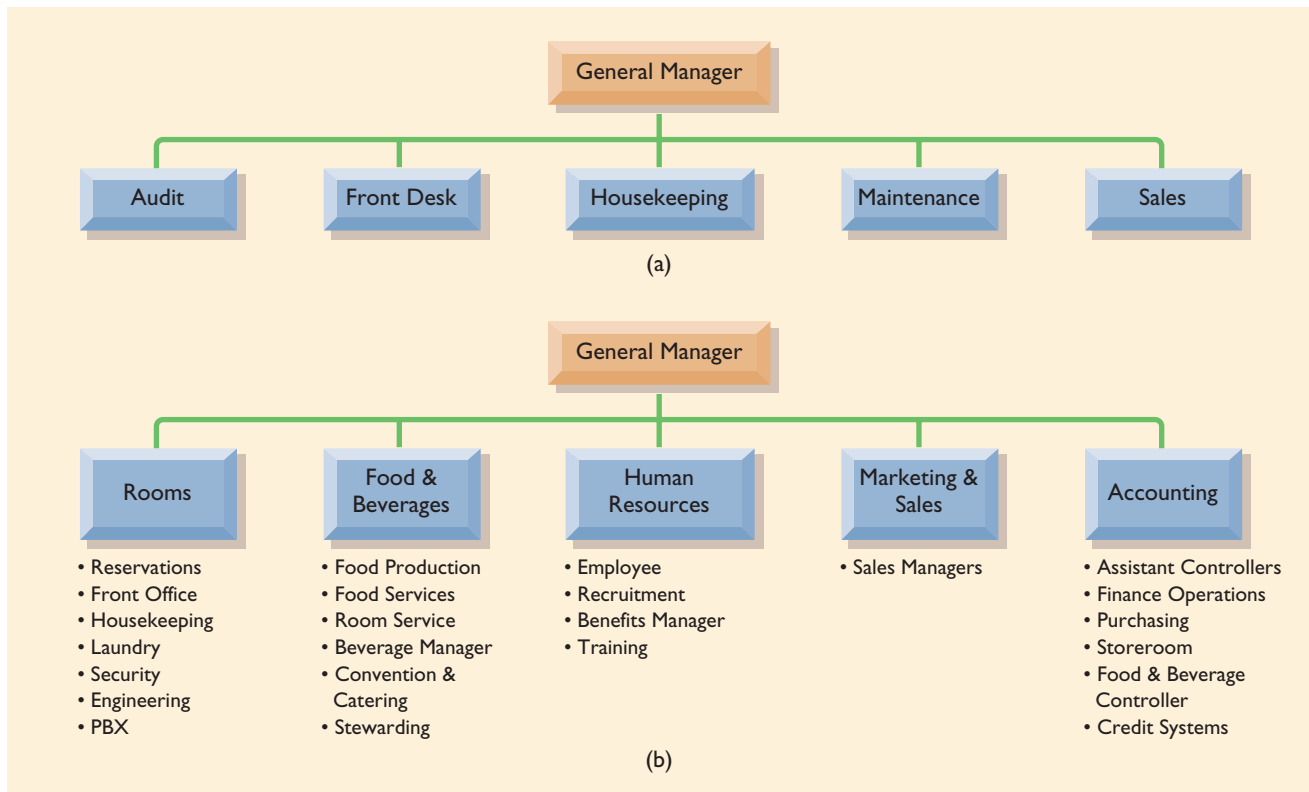 General Manager
Audit
Front Desk
Housekeeping
Maintenance
Sales
(a)
General Manager
Rooms
• Reservations
• Front Office
• Housekeeping
• Laundry
• Security
• Engineering
• PBX
Food &
Beverages
• Food Production
• Food Services
• Room Service
• Beverage Manager
• Convention &
Catering
• Stewarding
Human
Resources
• Employee
• Recruitment
• Benefits Manager
• Training
Marketing &
Sales
• Sales Managers
Accounting
• Assistant Controllers
• Finance Operations
• Purchasing
• Storeroom
• Food & Beverage
Controller
• Credit Systems
(b)